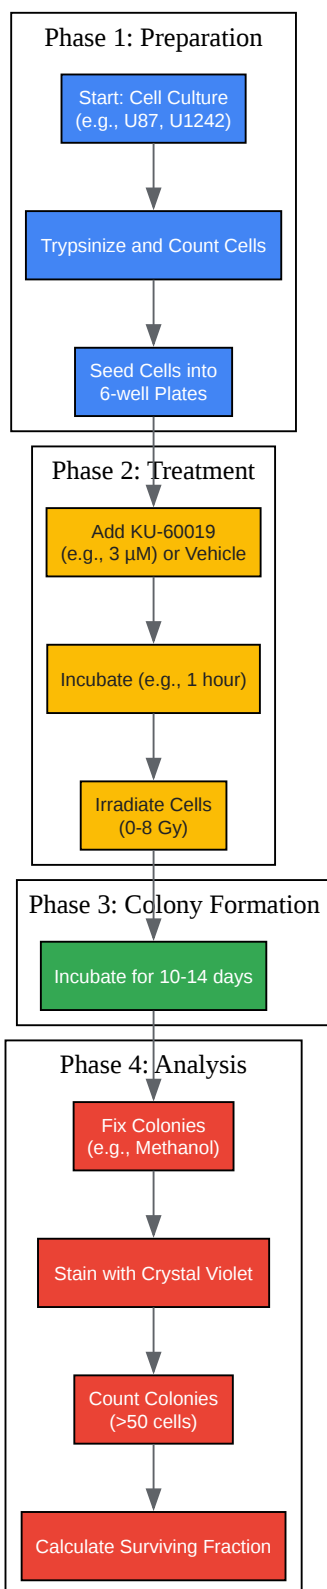 Phase 1: Preparation
Start: Cell Culture
(e.g., U87, U1242)
Trypsinize and Count Cells
Seed Cells into
6-well Plates
Phase 2: Treatment
Add KU-60019
(e.g., 3 µM) or Vehicle
Incubate (e.g., 1 hour)
Irradiate Cells
(0-8 Gy)
Phase 3: Colony Formation
Incubate for 10-14 days
Phase 4: Analysis
Fix Colonies
(e.g., Methanol)
Stain with Crystal Violet
Count Colonies
(>50 cells)
Calculate Surviving Fraction